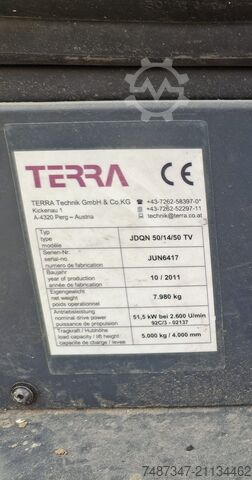 TERRA CE
TERRA Technik GmbH & Co.KG
Kickenau 1
A-4320 Perg – Austria
+43-7262-58397-0*
+43-7262-52297-11
technik@terra.co.at
Typ
type
modèle
JDQN 50/14/50 TV
Serien-Nr.
serial-no.
numéro de fabrication
JUN6417
Baujahr
year of production
année de fabrication
10 / 2011
Eigengewicht
net weight
poids opérationnel
7.980 kg
Antriebsleistung
nominal drive power
puissance de propulsion
51,5 kW bei 2.600 U/min
92C/3 - 02137
Tragkraft / Hubhöhe
load capacity / lift height
capacité de charge / levée
5.000 kg / 4.000 mm
7487347-21134462